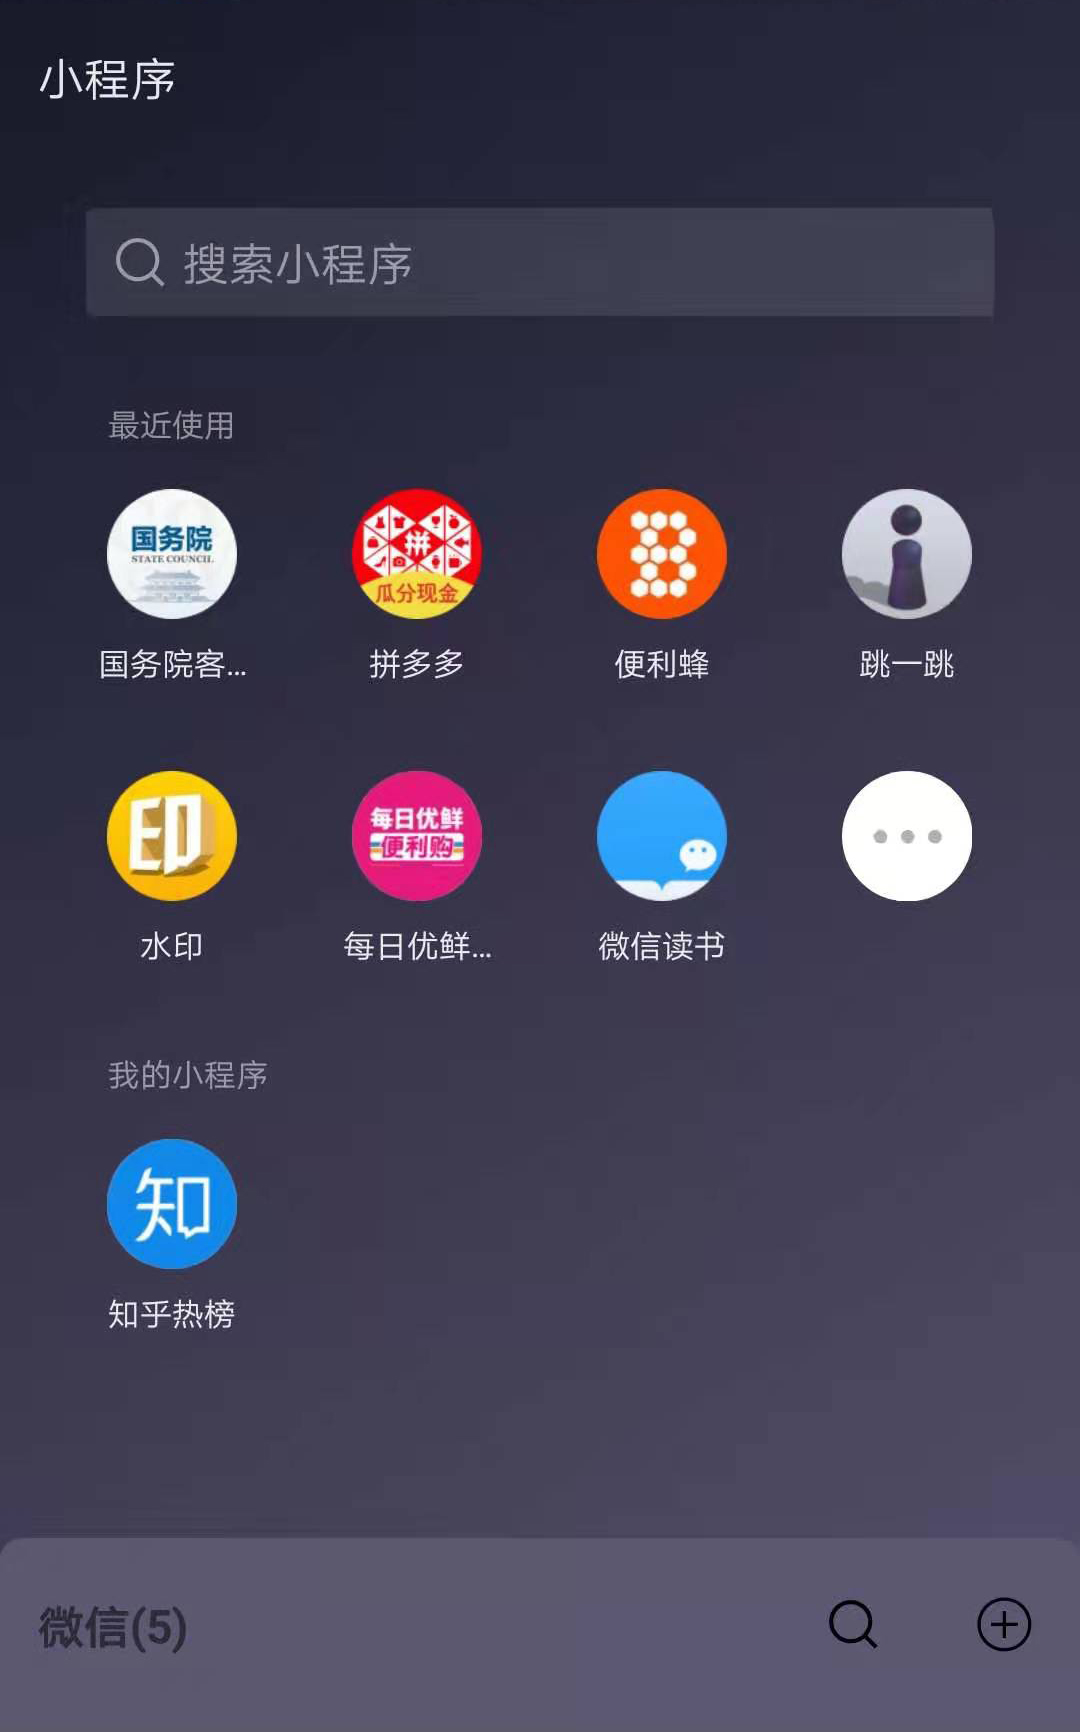 小程序
搜索小程序
最近使用
国务院
STATE COUNCIL
拼
瓜分现金
国务院客...
拼多多
便利蜂
跳一跳
印
每日优鲜
便利购
水印
每日优鲜...
微信读书
我的小程序
知
知乎热榜
微信(5)